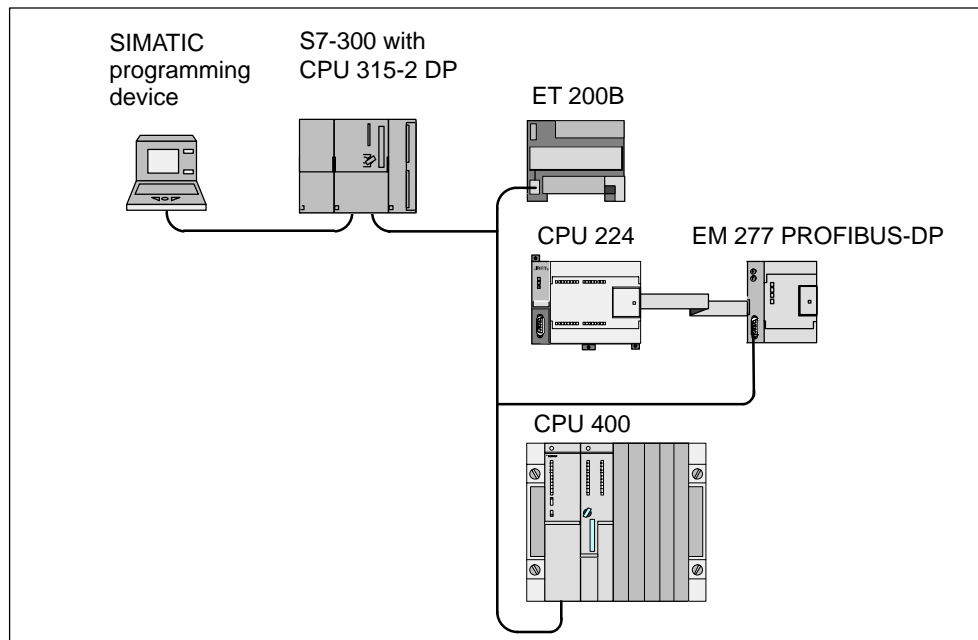 SIMATIC
programming
device
S7-300 with
CPU 315-2 DP
ET 200B
CPU 224
EM 277 PROFIBUS-DP
CPU 400